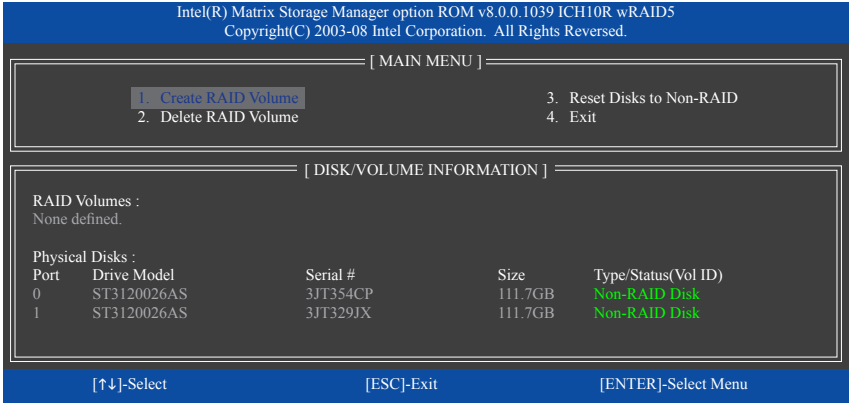 Intel(R) Matrix Storage Manager option ROM v8.0.0.1039 ICH10R wRAID5
Copyright(C) 2003-08 Intel Corporation.  All Rights Reversed.
[ MAIN MENU ]
1.  Create RAID Volume  3.  Reset Disks to Non-RAID
2.  Delete RAID Volume  4.  Exit
[ DISK/VOLUME INFORMATION ]
RAID Volumes :
None defined.
Physical Disks :
Port  Drive Model  Serial #  Size  Type/Status(Vol ID)
0  ST3120026AS  3JT354CP  111.7GB  Non-RAID Disk
1  ST3120026AS  3JT329JX  111.7GB  Non-RAID Disk
[↑↓]-Select  [ESC]-Exit  [ENTER]-Select Menu